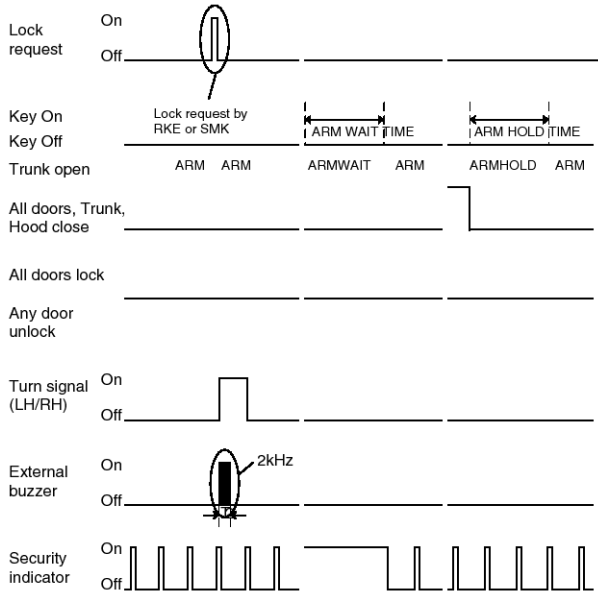 Lock
request
On
Off
Lock request by
RKE or SMK
Key On
Key Off
ARM WAIT TIME
ARM HOLD TIME
Trunk open
ARM
ARM
ARMWAIT
ARM
ARMHOLD
ARM
All doors, Trunk,
Hood close
All doors lock
Any door
unlock
Turn signal
(LH/RH)
On
Off
External
buzzer
On
Off
2kHz
T
Security
indicator
On
Off